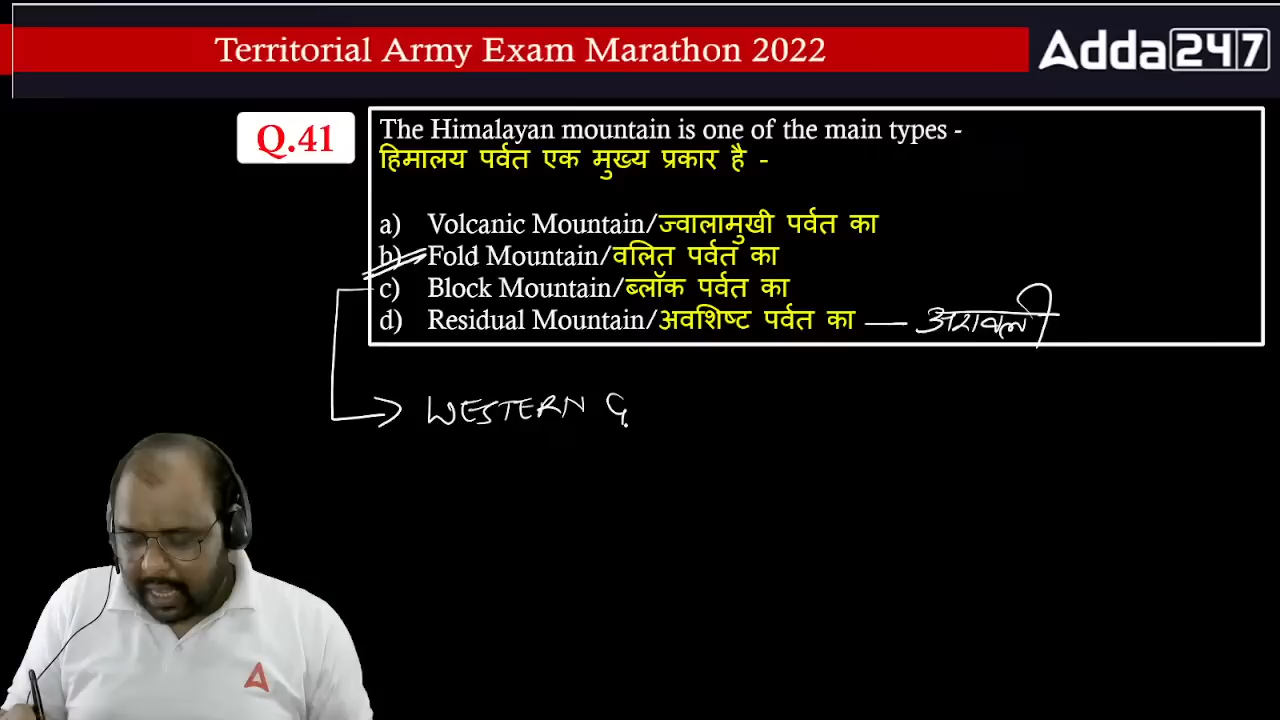 Territorial Army Exam Marathon 2022
Adda247
Q.41
The Himalayan mountain is one of the main types -
हिमालय पर्वत एक मुख्य प्रकार है -
a) Volcanic Mountain/ज्वालामुखी पर्वत का
b) Fold Mountain/वलित पर्वत का
c) Block Mountain/ब्लॉक पर्वत का
d) Residual Mountain/अवशिष्ट पर्वत का — अरावली
WESTERN G